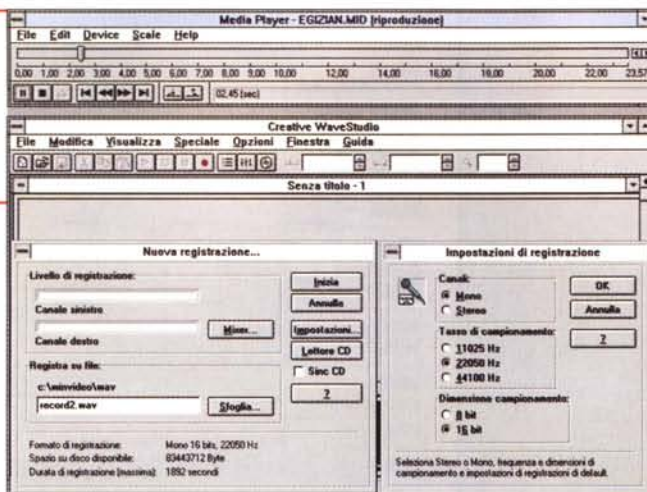 Media Player - EGIZIAN.MID (riproduzione)
File Edit Device Scale Help
0,00 1,00 2,00 3,00 4,00 5,00 6,00 7,00 8,00 9,00 10,00 12,00 14,00 16,00 18,00 20,00 22,00 23,57
02,45 (sec)
Creative WaveStudio
File Modifica Visualizza Speciale Opzioni Finestra Guida
Senza titolo - 1
Nuova registrazione...
Livello di registrazione:
Canale sinistro
Canale destro
Mixer...
Registra su file:
c:\minvideo\wav
record2.wav
Sfoglia...
Inizia
Annulla
Impostazioni...
Lettore CD
Sinc CD
?
Formato di registrazione: Mono 16 bits, 22050 Hz
Spazio su disco disponibile: 83443712 Byte
Durata di registrazione (massima): 1892 secondi
Impostazioni di registrazione
Canali:
Mono
Stereo
Tasso di campionamento:
11025 Hz
22050 Hz
44100 Hz
Dimensione campionamento:
8 bit
16 bit
OK
Annulla
?
Seleziona Stereo o Mono, frequenza e dimensioni di
campionamento e impostazioni di registrazioni di default.